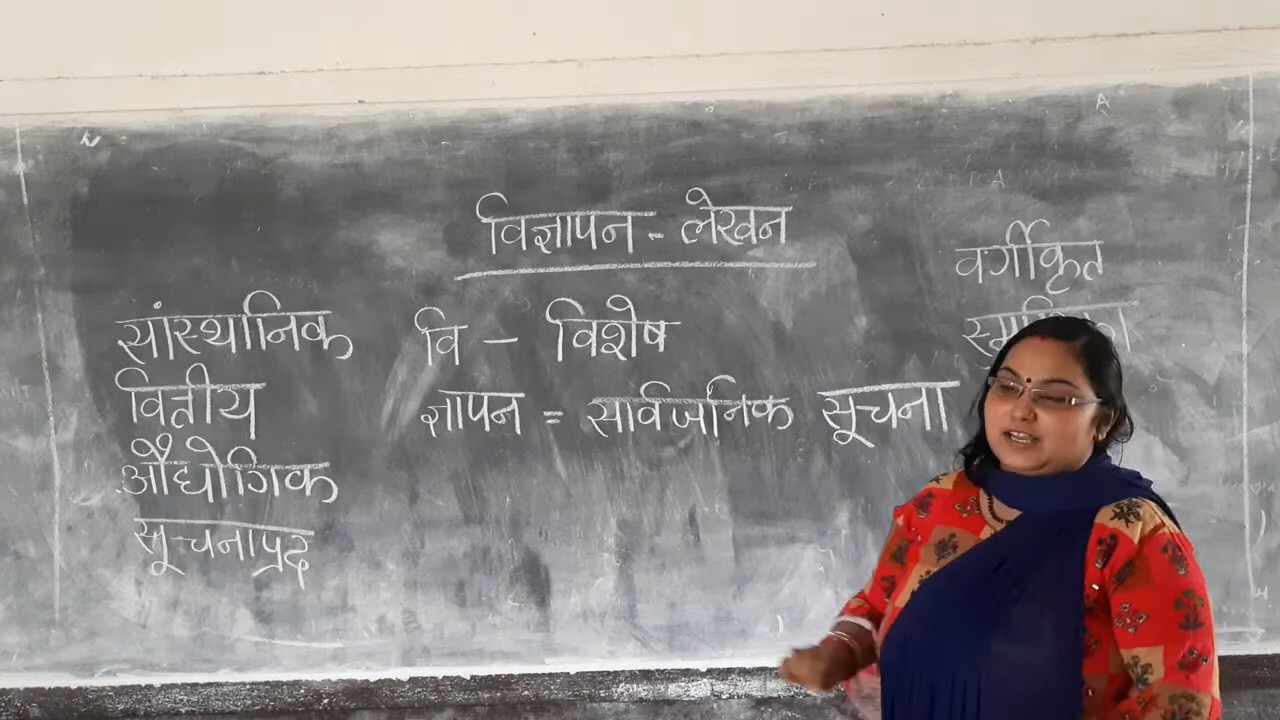 विज्ञापन - लेखन
सांस्थानिक
वित्तीय
औद्योगिक
सूचनाप्रद
वि - विशेष
ज्ञापन = सार्वजनिक सूचना
वर्गीकृत